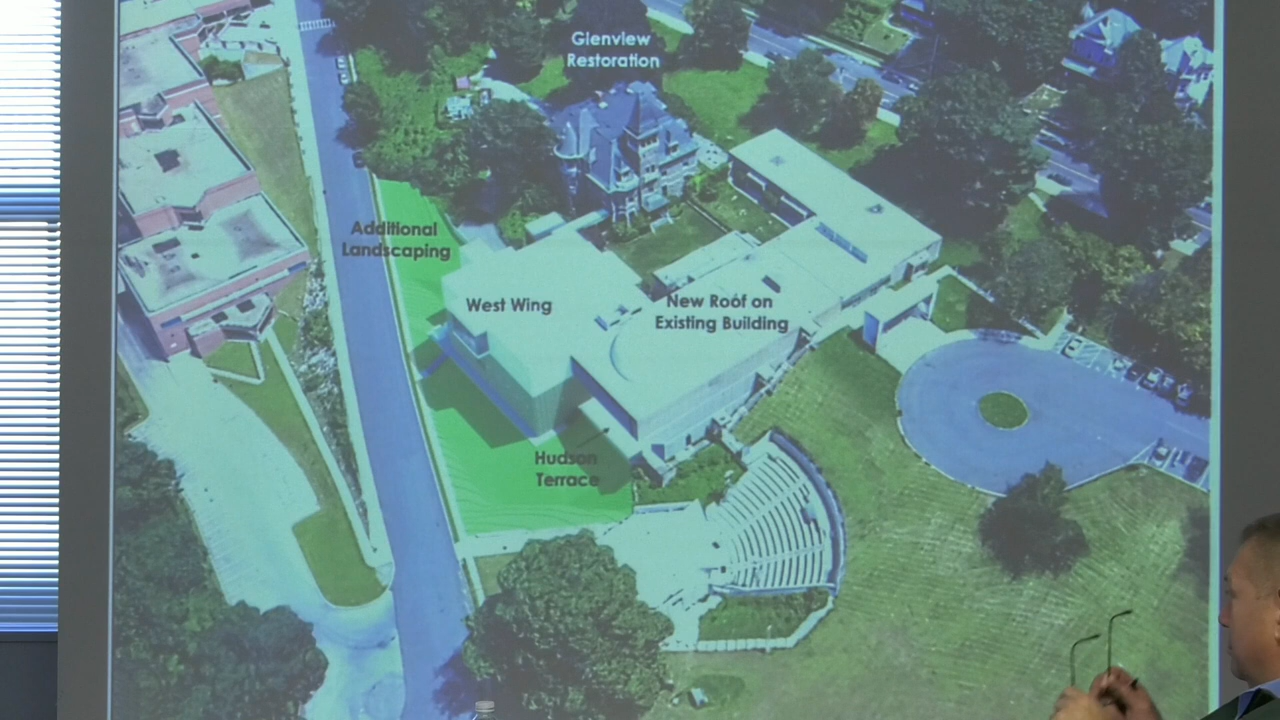 Glenview
Restoration
Additional
Landscaping
West Wing
New Roof on
Existing Building
Hudson
Terrace